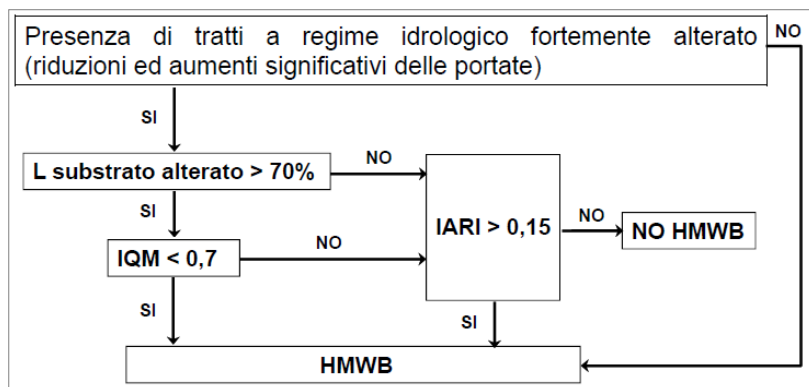 Presenza di tratti a regime idrologico fortemente alterato
(riduzioni ed aumenti significativi delle portate)
NO
SI
L substrato alterato > 70%
NO
SI
IARI > 0,15
NO
NO HMWB
IQM < 0,7
NO
SI
SI
HMWB